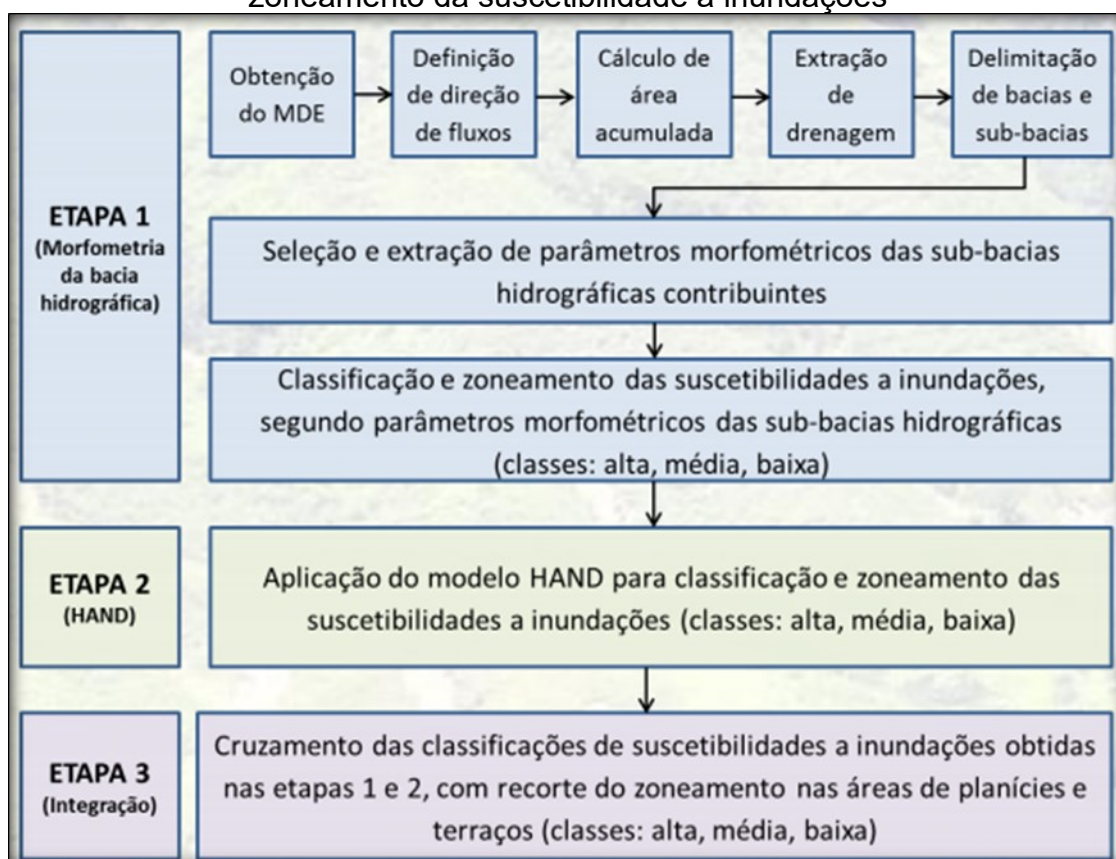 zoneamento da suscetibilidade a inundações
Obtenção
do MDE
Definição
de direção
de fluxos
Cálculo de
área
acumulada
Extração
de
drenagem
Delimitação
de bacias e
sub-bacias
ETAPA 1
(Morfometria
da bacia
hidrográfica)
Seleção e extração de parâmetros morfométricos das sub-bacias
hidrográficas contribuintes
Classificação e zoneamento das suscetibilidades a inundações,
segundo parâmetros morfométricos das sub-bacias hidrográficas
(classes: alta, média, baixa)
ETAPA 2
(HAND)
Aplicação do modelo HAND para classificação e zoneamento das
suscetibilidades a inundações (classes: alta, média, baixa)
ETAPA 3
(Integração)
Cruzamento das classificações de suscetibilidades a inundações obtidas
nas etapas 1 e 2, com recorte do zoneamento nas áreas de planícies e
terraços (classes: alta, média, baixa)